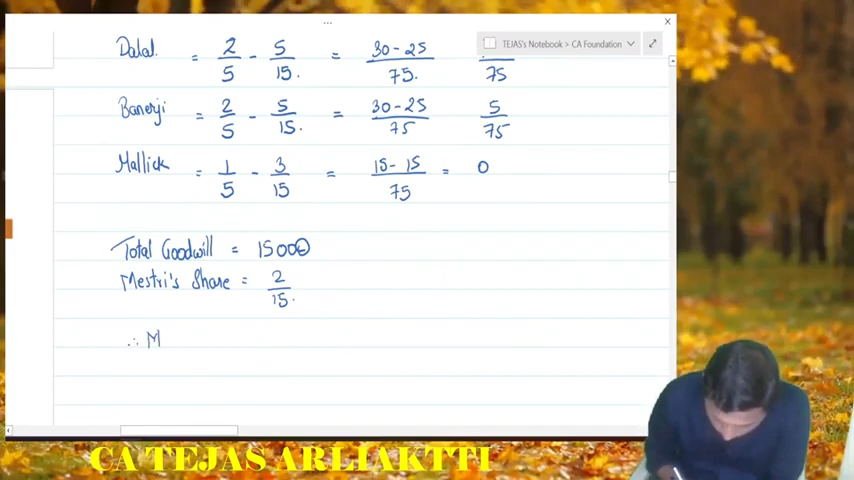 ...
TEJAS's Notebook > CA Foundation
Dalal = 2/5 - 5/15. = 30-25/75. /75
Banerji = 2/5 - 5/15. = 30-25/75 5/75
Mallick = 1/5 - 3/15 = 15-15/75 = 0
Total Goodwill = 15000
Mestri's Share = 2/15.
∴ M
CA TEJAS ARLIAKTTI